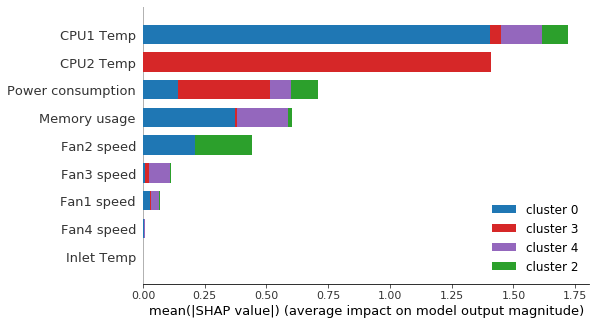 CPU1 Temp
CPU2 Temp
Power consumption
Memory usage
Fan2 speed
Fan3 speed
Fan1 speed
Fan4 speed
Inlet Temp
cluster 0
cluster 3
cluster 4
cluster 2
0.00 0.25 0.50 0.75 1.00 1.25 1.50 1.75
mean(|SHAP value|) (average impact on model output magnitude)